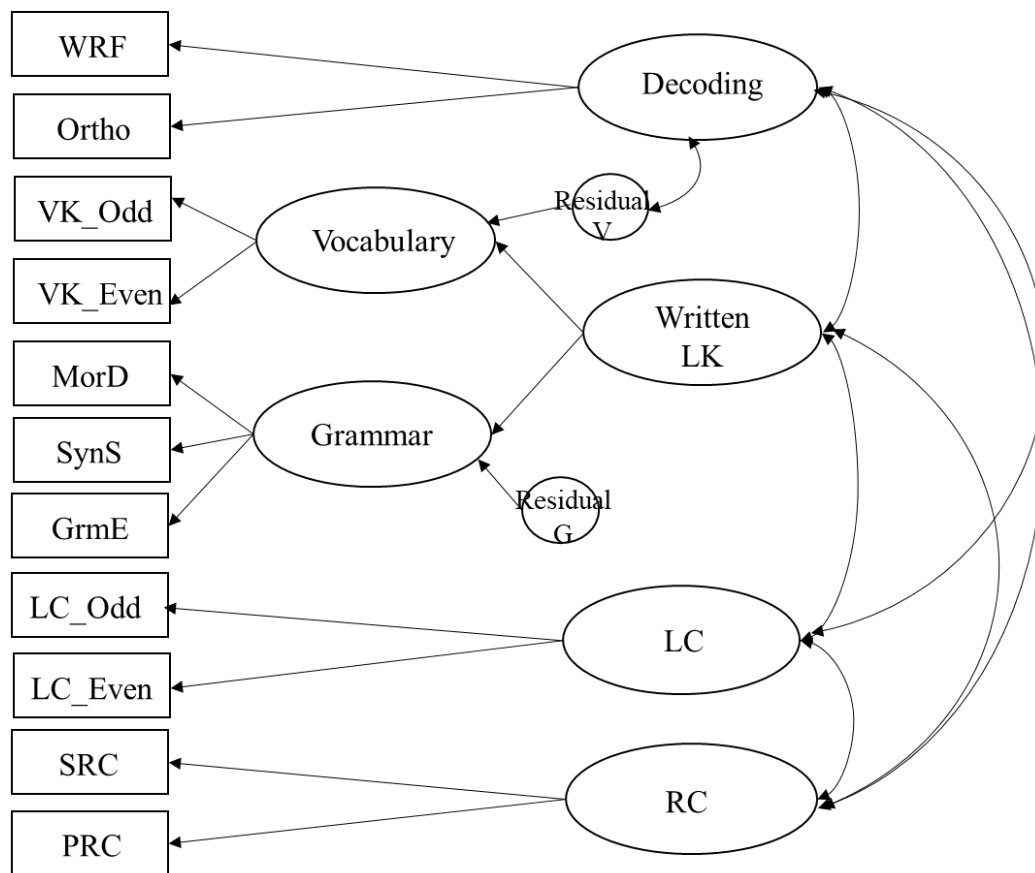 WRF
Decoding
Ortho
VK_Odd
Residual
V
Vocabulary
VK_Even
Written
LK
MorD
Grammar
SynS
Residual
G
GrmE
LC_Odd
LC
LC_Even
SRC
RC
PRC